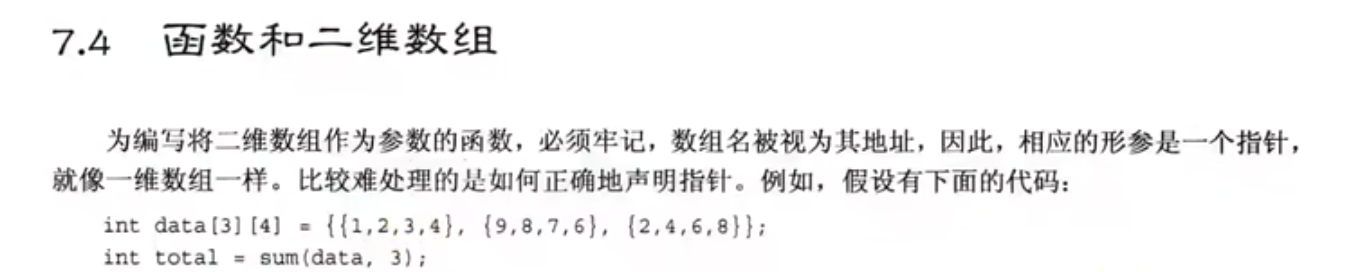 7.4 函数和二维数组
为编写将二维数组作为参数的函数，必须牢记，数组名被视为其地址，因此，相应的形参是一个指针，
就像一维数组一样。比较难处理的是如何正确地声明指针。例如，假设有下面的代码：
int data[3][4] = {{1,2,3,4}, {9,8,7,6}, {2,4,6,8}};
int total = sum(data, 3);